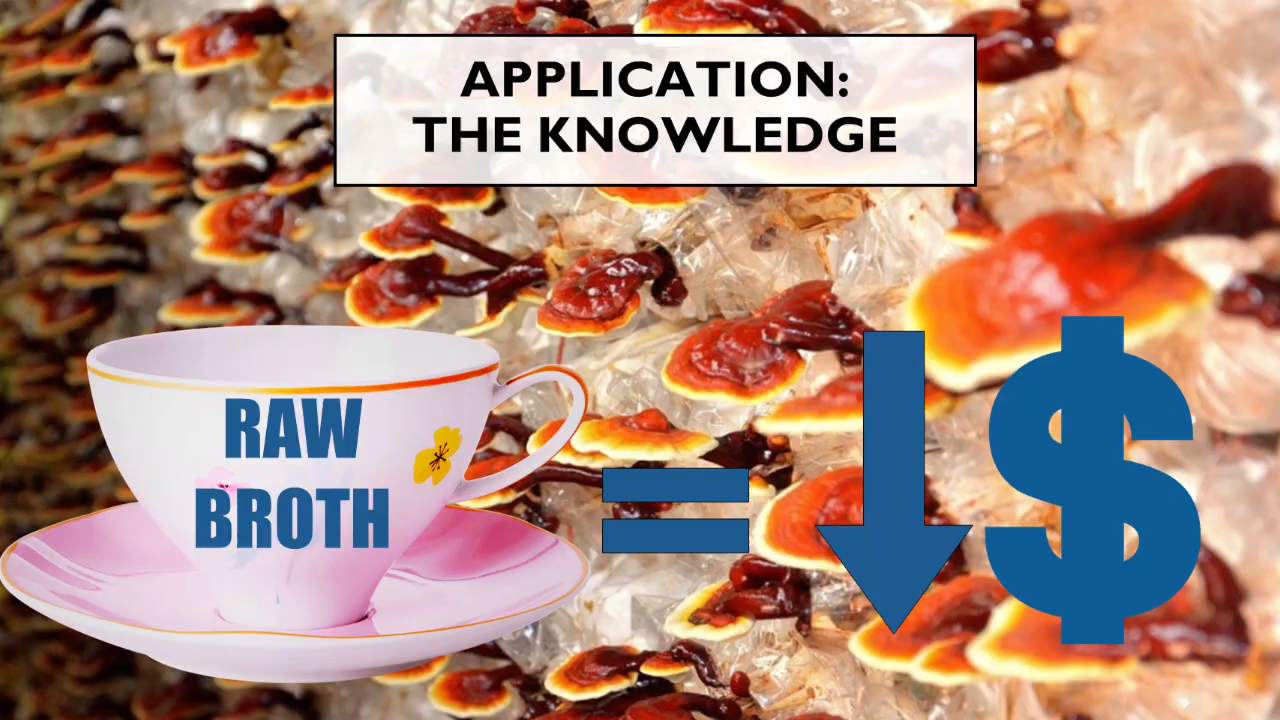 APPLICATION:
THE KNOWLEDGE
RAW
BROTH
= $